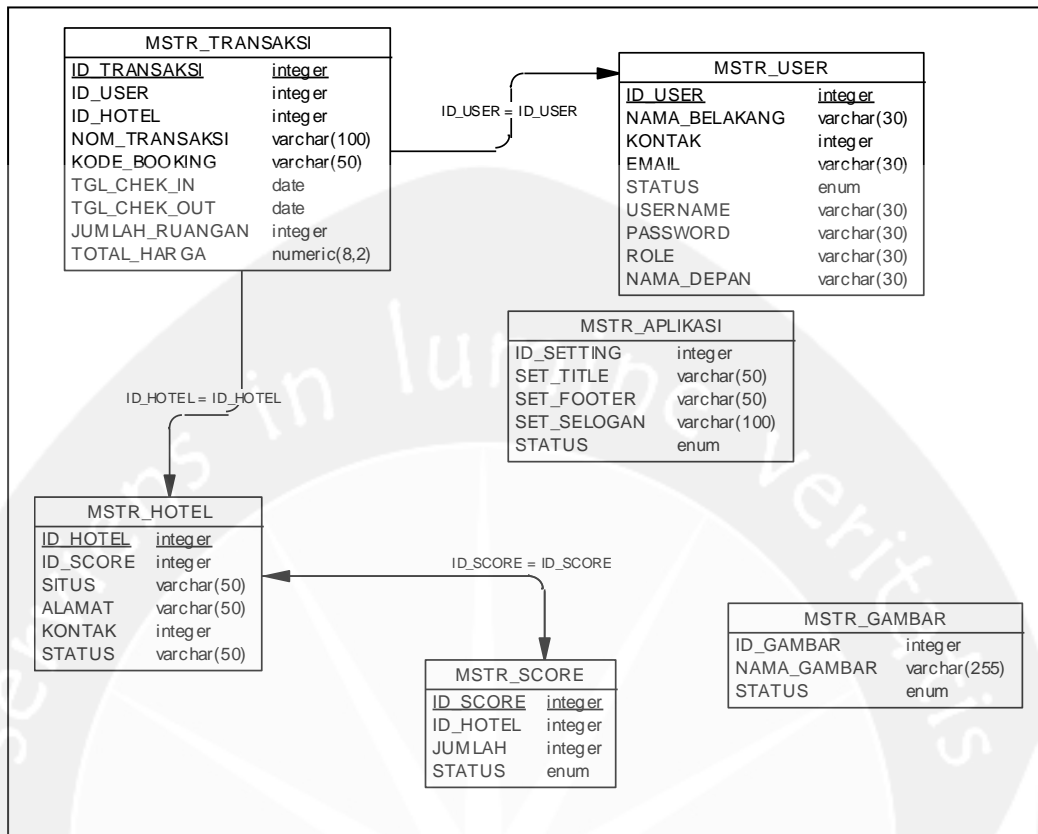 MSTR_TRANSAKSI
ID_TRANSAKSI integer
ID_USER integer
ID_HOTEL integer
NOM_TRANSAKSI varchar(100)
KODE_BOOKING varchar(50)
TGL_CHEK_IN date
TGL_CHEK_OUT date
JUMLAH_RUANGAN integer
TOTAL_HARGA numeric(8,2)
ID_USER = ID_USER
MSTR_USER
ID_USER integer
NAMA_BELAKANG varchar(30)
KONTAK integer
EMAIL varchar(30)
STATUS enum
USERNAME varchar(30)
PASSWORD varchar(30)
ROLE varchar(30)
NAMA_DEPAN varchar(30)
MSTR_APLIKASI
ID_SETTING integer
SET_TITLE varchar(50)
SET_FOOTER varchar(50)
SET_SELOGAN varchar(100)
STATUS enum
ID_HOTEL = ID_HOTEL
MSTR_HOTEL
ID_HOTEL integer
ID_SCORE integer
SITUS varchar(50)
ALAMAT varchar(50)
KONTAK integer
STATUS varchar(50)
ID_SCORE = ID_SCORE
MSTR_SCORE
ID_SCORE integer
ID_HOTEL integer
JUMLAH integer
STATUS enum
MSTR_GAMBAR
ID_GAMBAR integer
NAMA_GAMBAR varchar(255)
STATUS enum
serviens in lumine veritatis